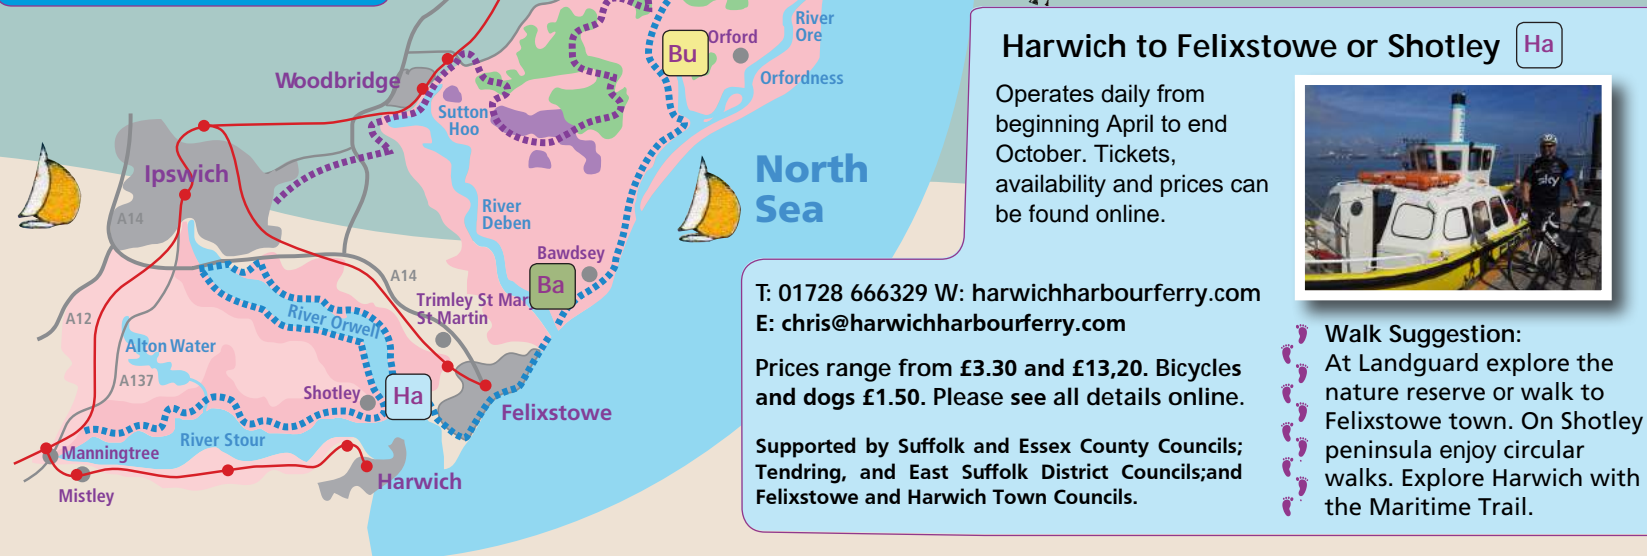 River
Ore
Orford
Bu
Orfordness
Woodbridge
Sutton
Hoo
Ipswich
North
Sea
A14
River
Deben
Bawdsey
Ba
A14
Trimley St Mar
St Martin
River Orwell
A12
Alton Water
A137
Shotley
Ha
Felixstowe
River Stour
Manningtree
Mistley
Harwich
Harwich to Felixstowe or Shotley Ha
Operates daily from
beginning April to end
October. Tickets,
availability and prices can
be found online.
sky
T: 01728 666329 W: harwichharbourferry.com
E: chris@harwichharbourferry.com
Prices range from £3.30 and £13,20. Bicycles
and dogs £1.50. Please see all details online.
Supported by Suffolk and Essex County Councils;
Tendring, and East Suffolk District Councils;and
Felixstowe and Harwich Town Councils.
Walk Suggestion:
At Landguard explore the
nature reserve or walk to
Felixstowe town. On Shotley
peninsula enjoy circular
walks. Explore Harwich with
the Maritime Trail.